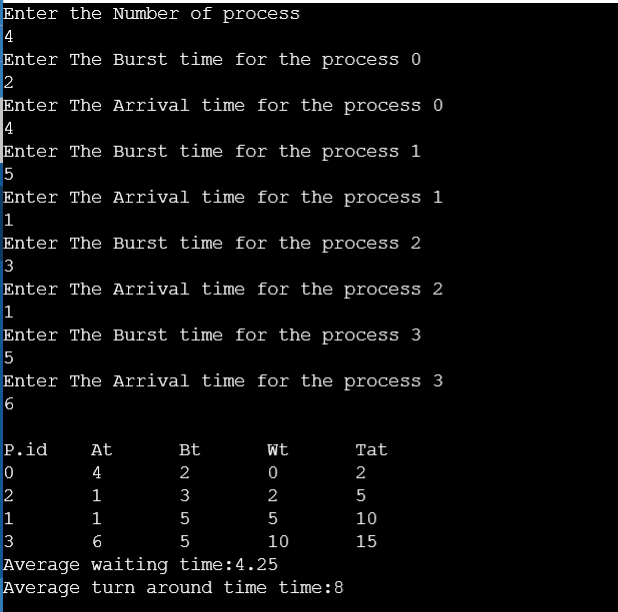 Enter the Number of process
4
Enter The Burst time for the process 0
2
Enter The Arrival time for the process 0
4
Enter The Burst time for the process 1
5
Enter The Arrival time for the process 1
1
Enter The Burst time for the process 2
3
Enter The Arrival time for the process 2
1
Enter The Burst time for the process 3
5
Enter The Arrival time for the process 3
6
P.id At Bt Wt Tat
0 4 2 0 2
2 1 3 2 5
1 1 5 5 10
3 6 5 10 15
Average waiting time:4.25
Average turn around time time:8